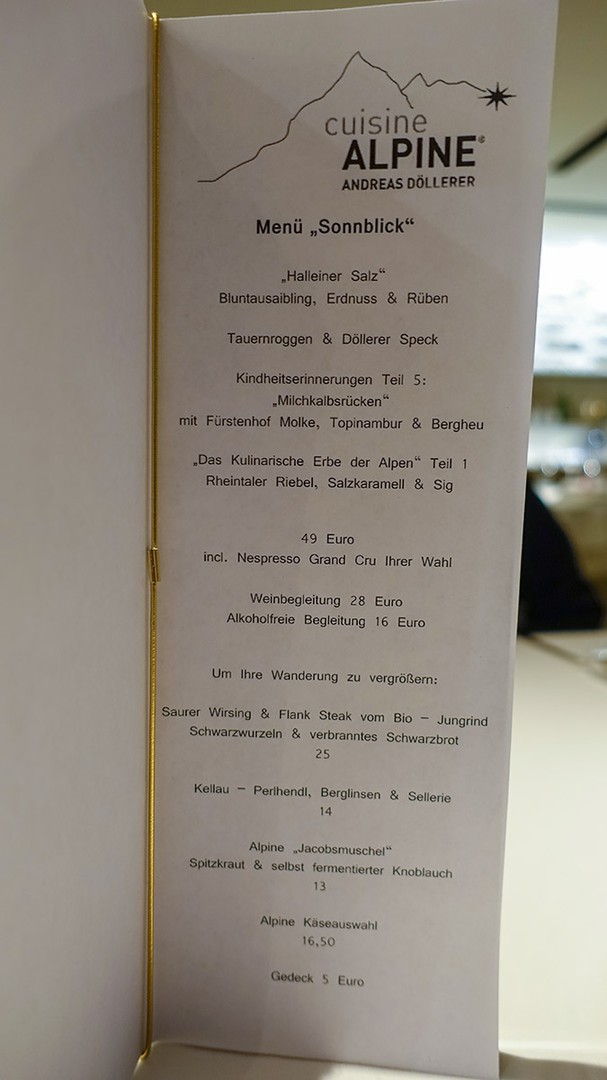 cuisine
ALPINE®
ANDREAS DÖLLERER
Menü „Sonnblick“
„Halleiner Salz“
Bluntausaibling, Erdnuss & Rüben
Tauernroggen & Döllerer Speck
Kindheitserinnerungen Teil 5:
„Milchkalbsrücken“
mit Fürstenhof Molke, Topinambur & Bergheu
„Das Kulinarische Erbe der Alpen“ Teil 1
Rheintaler Riebel, Salzkaramell & Sig
49 Euro
incl. Nespresso Grand Cru Ihrer Wahl
Weinbegleitung 28 Euro
Alkoholfreie Begleitung 16 Euro
Um Ihre Wanderung zu vergrößern:
Saurer Wirsing & Flank Steak vom Bio – Jungrind
Schwarzwurzeln & verbranntes Schwarzbrot
25
Kellau – Perlhendl, Berglinsen & Sellerie
14
Alpine „Jacobsmuschel“
Spitzkraut & selbst fermentierter Knoblauch
13
Alpine Käseauswahl
16,50
Gedeck 5 Euro